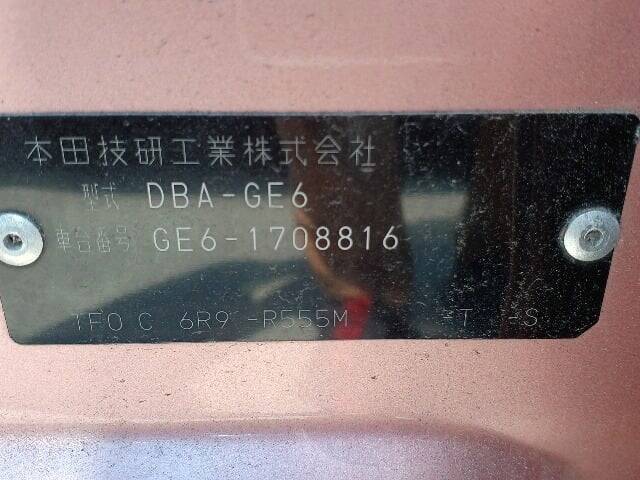 本田技研工業株式会社
型式 DBA-GE6
車台番号 GE6-1708816
1F0 C 6R9 -R555M -T -S